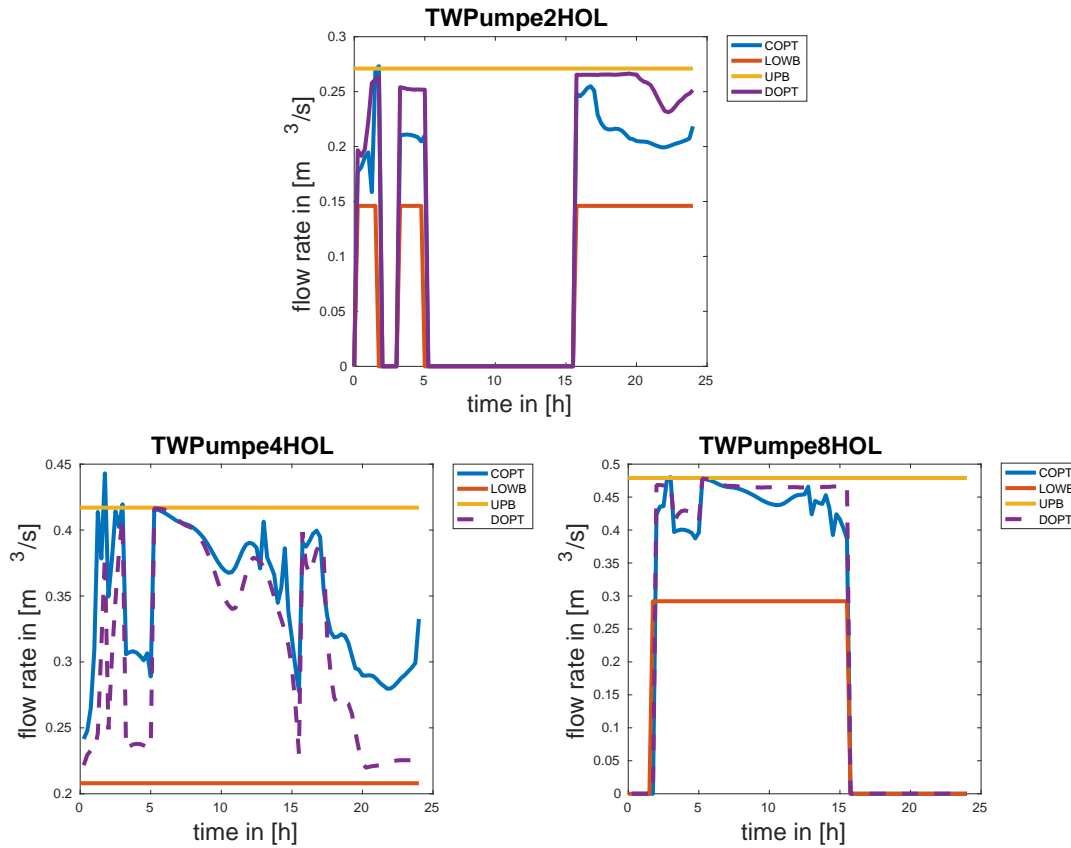 TWPumpe2HOL
flow rate in [m³/s]
0.3
0.25
0.2
0.15
0.1
0.05
0
0 5 10 15 20 25
time in [h]
COPT
LOWB
UPB
DOPT
TWPumpe4HOL
flow rate in [m³/s]
0.45
0.4
0.35
0.3
0.25
0.2
0 5 10 15 20 25
time in [h]
COPT
LOWB
UPB
DOPT
TWPumpe8HOL
flow rate in [m³/s]
0.5
0.45
0.4
0.35
0.3
0.25
0.2
0.15
0.1
0.05
0
0 5 10 15 20 25
time in [h]
COPT
LOWB
UPB
DOPT